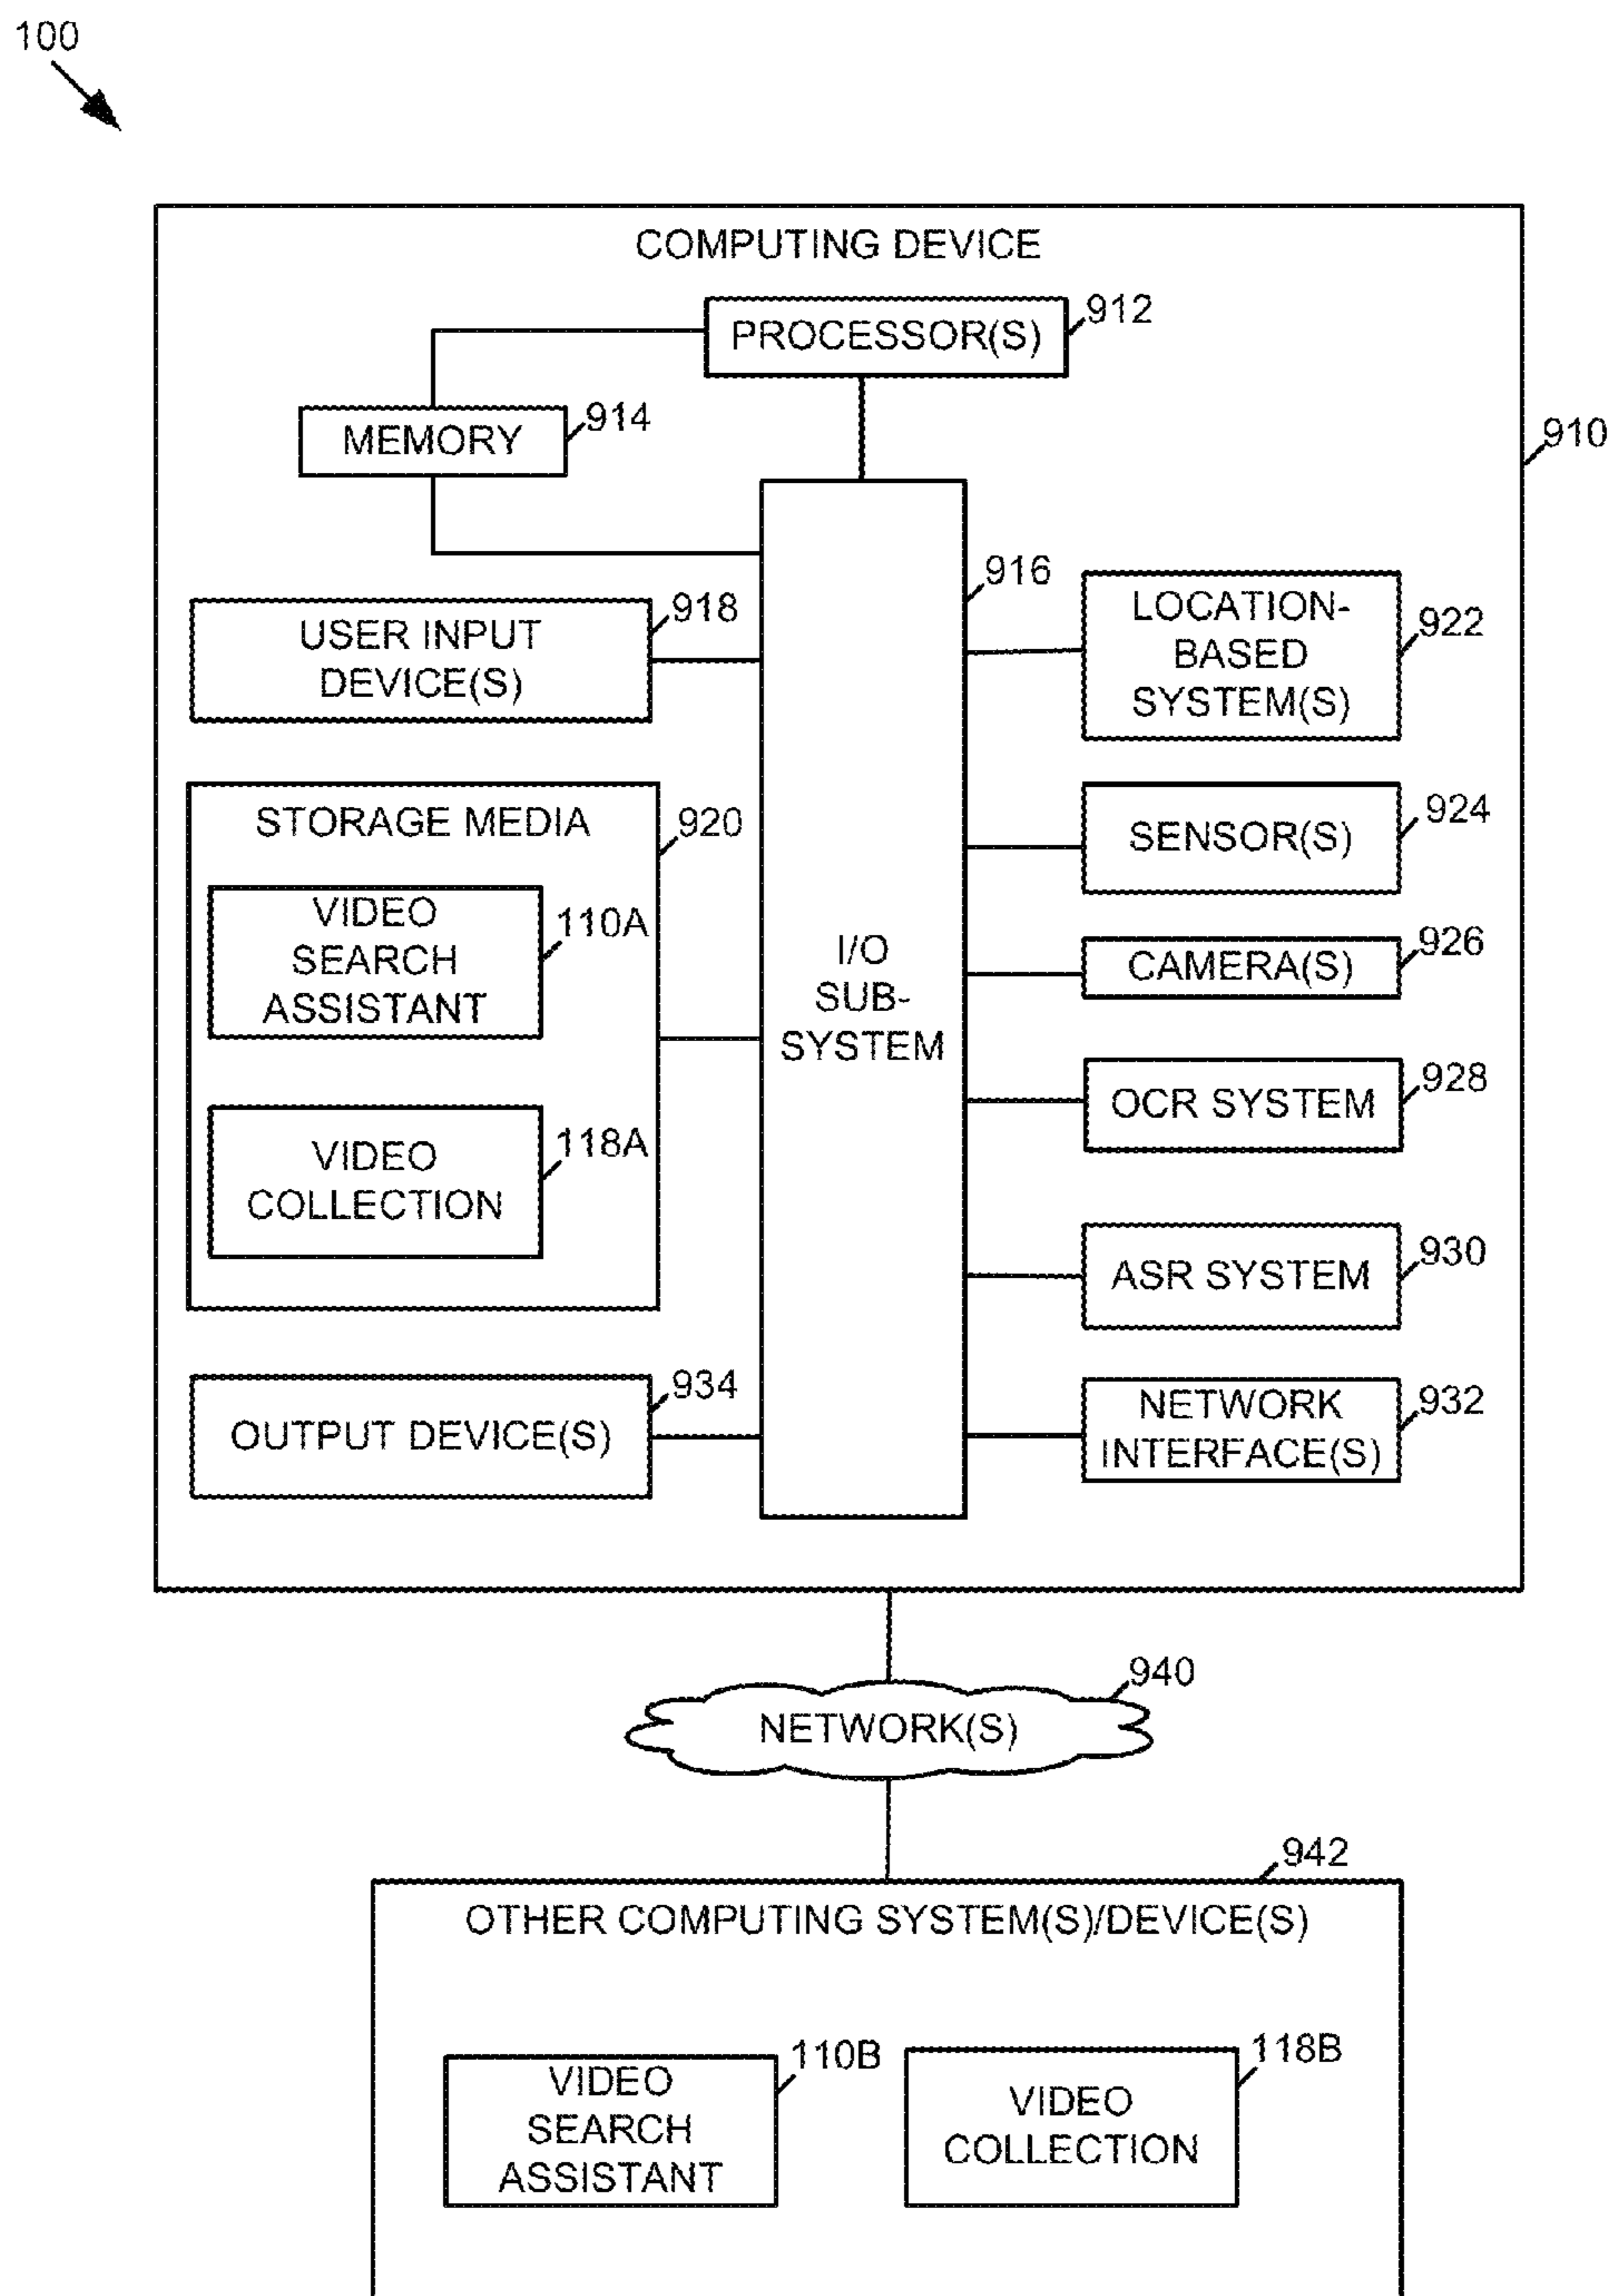 100
COMPUTING DEVICE
PROCESSOR(S)
912
MEMORY
914
910
916
USER INPUT
DEVICE(S)
918
LOCATION-
BASED
SYSTEM(S)
922
STORAGE MEDIA
920
VIDEO
SEARCH
ASSISTANT
110A
VIDEO
COLLECTION
118A
I/O
SUB-
SYSTEM
SENSOR(S)
924
CAMERA(S)
926
OCR SYSTEM
928
ASR SYSTEM
930
OUTPUT DEVICE(S)
934
NETWORK
INTERFACE(S)
932
NETWORK(S)
940
942
OTHER COMPUTING SYSTEM(S)/DEVICE(S)
VIDEO
SEARCH
ASSISTANT
110B
VIDEO
COLLECTION
118B